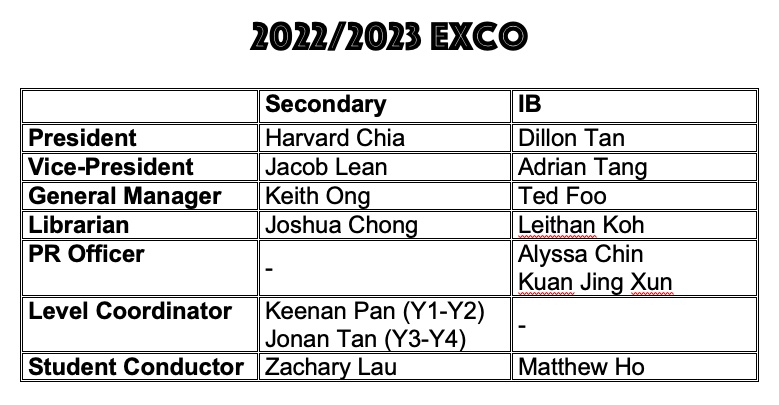 2022/2023 EXCO
Secondary IB
President Harvard Chia Dillon Tan
Vice-President Jacob Lean Adrian Tang
General Manager Keith Ong Ted Foo
Librarian Joshua Chong Leithan Koh
PR Officer - Alyssa Chin
Kuan Jing Xun
Level Coordinator Keenan Pan (Y1-Y2) -
Jonan Tan (Y3-Y4)
Student Conductor Zachary Lau Matthew Ho